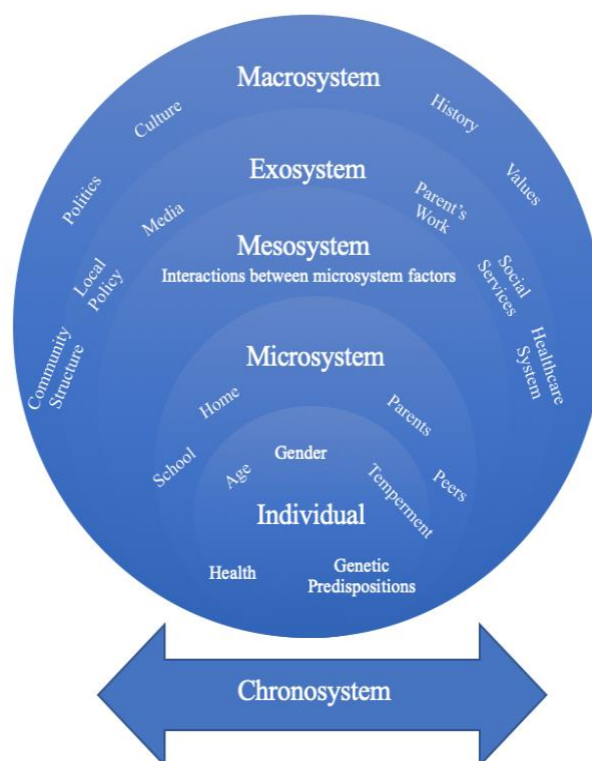 Macrosystem
Culture
History
Politics
Values
Exosystem
Media
Parent's
Work
Mesosystem
Interactions between microsystem factors
Local
Policy
Social
Services
Community
Structure
Healthcare
System
Microsystem
Home
Parents
School
Peers
Gender
Age
Temperment
Individual
Health
Genetic
Predispositions
Chronosystem